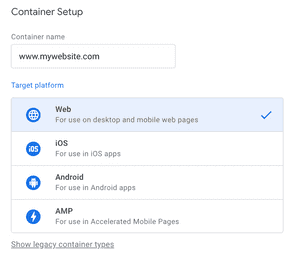 Container Setup
Container name
www.mywebsite.com
Target platform
Web
For use on desktop and mobile web pages
iOS
iOS
For use in iOS apps
Android
For use in Android apps
AMP
For use in Accelerated Mobile Pages
Show legacy container types